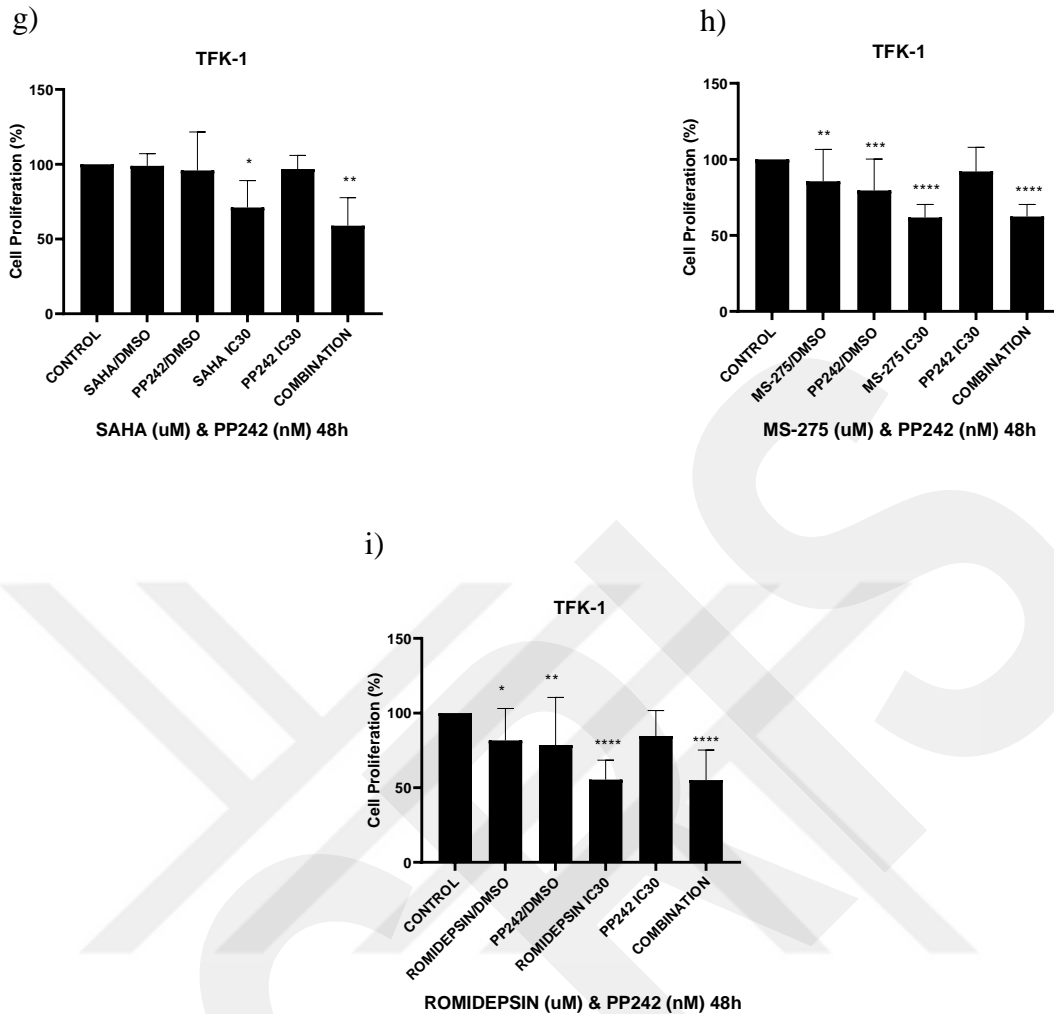 g)
TFK-1
Cell Proliferation (%)
150
100
50
0
*
**
CONTROL
SAHA/DMSO
PP242/DMSO
SAHA IC30
PP242 IC30
COMBINATION
SAHA (uM) & PP242 (nM) 48h
h)
TFK-1
Cell Proliferation (%)
150
100
50
0
**
***
****
****
CONTROL
MS-275/DMSO
PP242/DMSO
MS-275 IC30
PP242 IC30
COMBINATION
MS-275 (uM) & PP242 (nM) 48h
i)
TFK-1
Cell Proliferation (%)
150
100
50
0
*
**
****
****
CONTROL
ROMIDEPSIN/DMSO
PP242/DMSO
ROMIDEPSIN IC30
PP242 IC30
COMBINATION
ROMIDEPSIN (uM) & PP242 (nM) 48h